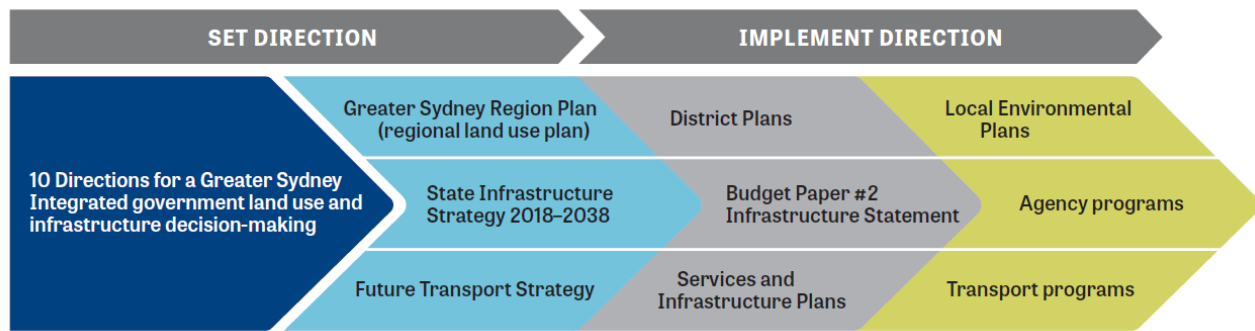 SET DIRECTION
IMPLEMENT DIRECTION
10 Directions for a Greater Sydney
Integrated government land use and
infrastructure decision-making
Greater Sydney Region Plan
(regional land use plan)
District Plans
Local Environmental
Plans
State Infrastructure
Strategy 2018–2038
Budget Paper #2
Infrastructure Statement
Agency programs
Future Transport Strategy
Services and
Infrastructure Plans
Transport programs